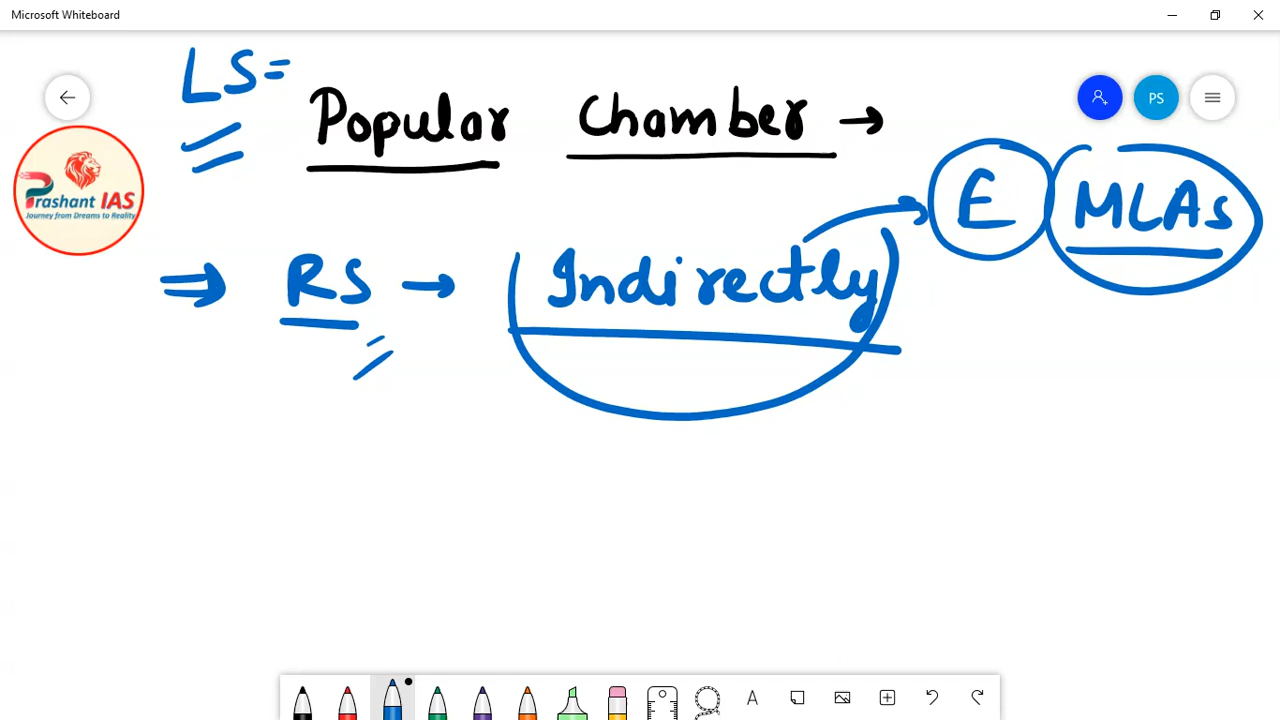 Microsoft Whiteboard
LS=
Popular Chamber →
PS
Prashant IAS
Journey from Dreams to Reality
E MLAs
⇒ RS → Indirectly
A